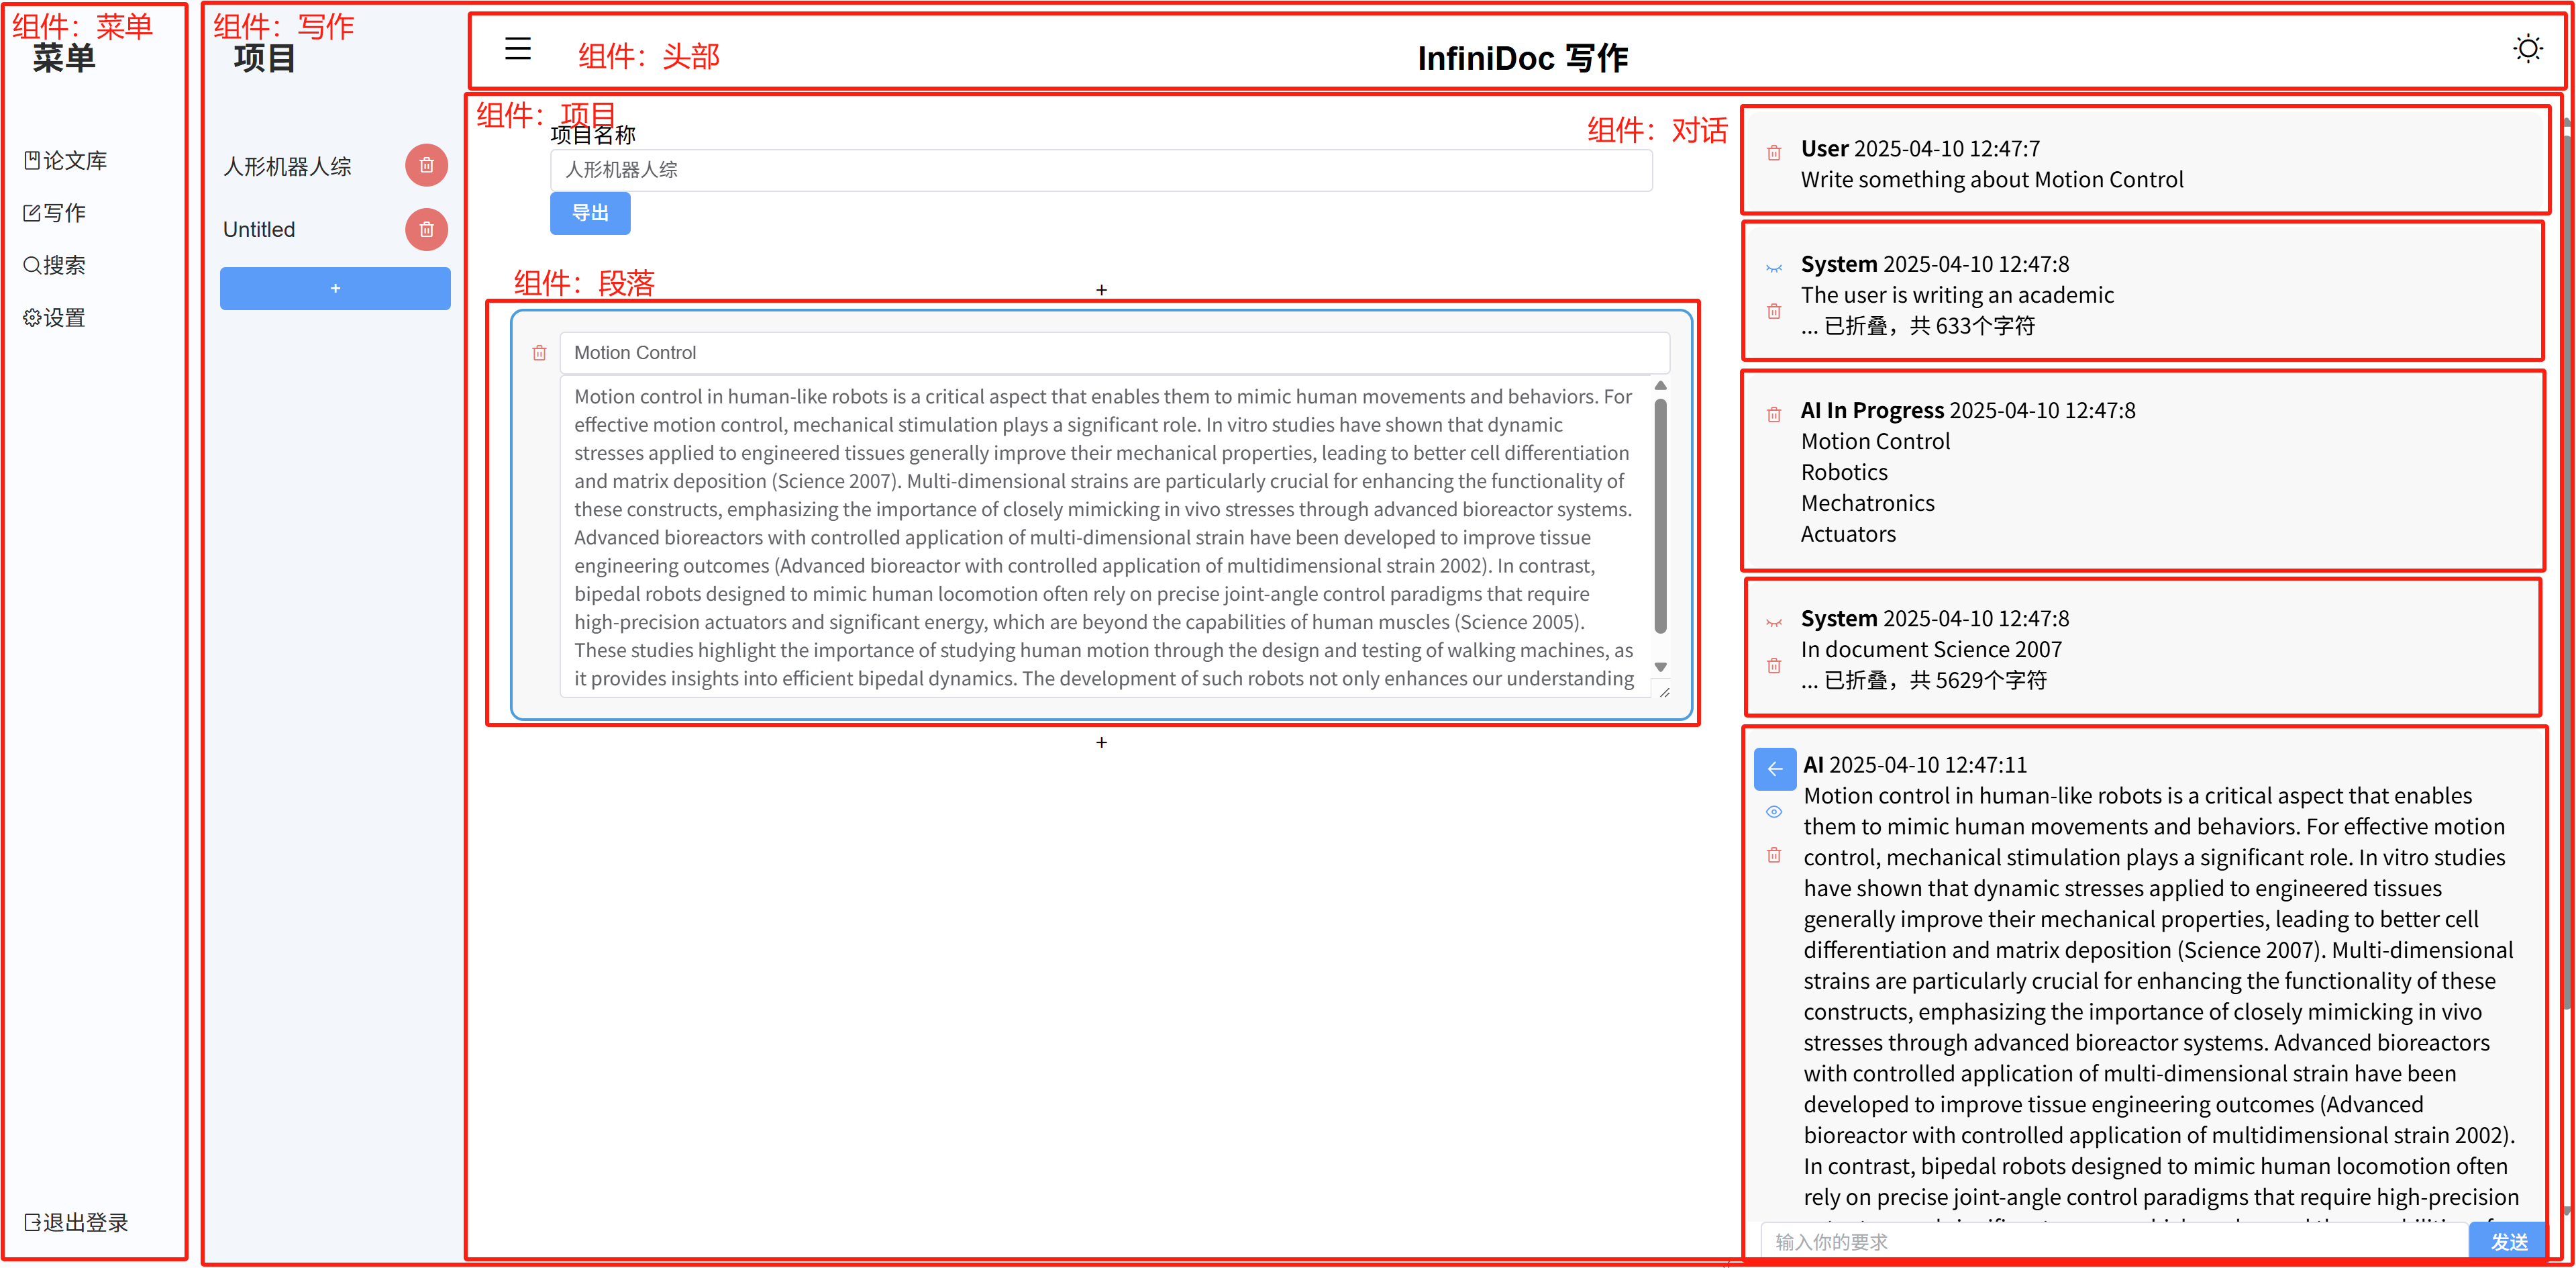 组件：菜单
菜单
论文库
写作
搜索
设置
退出登录
组件：写作
项目
人形机器人综
Untitled
+
组件：头部
InfiniDoc 写作
组件：项目
项目名称
人形机器人综
导出
组件：段落
+
Motion Control
Motion control in human-like robots is a critical aspect that enables them to mimic human movements and behaviors. For
effective motion control, mechanical stimulation plays a significant role. In vitro studies have shown that dynamic
stresses applied to engineered tissues generally improve their mechanical properties, leading to better cell differentiation
and matrix deposition (Science 2007). Multi-dimensional strains are particularly crucial for enhancing the functionality of
these constructs, emphasizing the importance of closely mimicking in vivo stresses through advanced bioreactor systems.
Advanced bioreactors with controlled application of multi-dimensional strain have been developed to improve tissue
engineering outcomes (Advanced bioreactor with controlled application of multidimensional strain 2002). In contrast,
bipedal robots designed to mimic human locomotion often rely on precise joint-angle control paradigms that require
high-precision actuators and significant energy, which are beyond the capabilities of human muscles (Science 2005).
These studies highlight the importance of studying human motion through the design and testing of walking machines, as
it provides insights into efficient bipedal dynamics. The development of such robots not only enhances our understanding
+
组件：对话
User 2025-04-10 12:47:7
Write something about Motion Control
System 2025-04-10 12:47:8
The user is writing an academic
... 已折叠，共 633个字符
AI In Progress 2025-04-10 12:47:8
Motion Control
Robotics
Mechatronics
Actuators
System 2025-04-10 12:47:8
In document Science 2007
... 已折叠，共 5629个字符
AI 2025-04-10 12:47:11
Motion control in human-like robots is a critical aspect that enables
them to mimic human movements and behaviors. For effective motion
control, mechanical stimulation plays a significant role. In vitro studies
have shown that dynamic stresses applied to engineered tissues
generally improve their mechanical properties, leading to better cell
differentiation and matrix deposition (Science 2007). Multi-dimensional
strains are particularly crucial for enhancing the functionality of these
constructs, emphasizing the importance of closely mimicking in vivo
stresses through advanced bioreactor systems. Advanced bioreactors
with controlled application of multi-dimensional strain have been
developed to improve tissue engineering outcomes (Advanced
bioreactor with controlled application of multidimensional strain 2002).
In contrast, bipedal robots designed to mimic human locomotion often
rely on precise joint-angle control paradigms that require high-precision
输入你的要求
发送